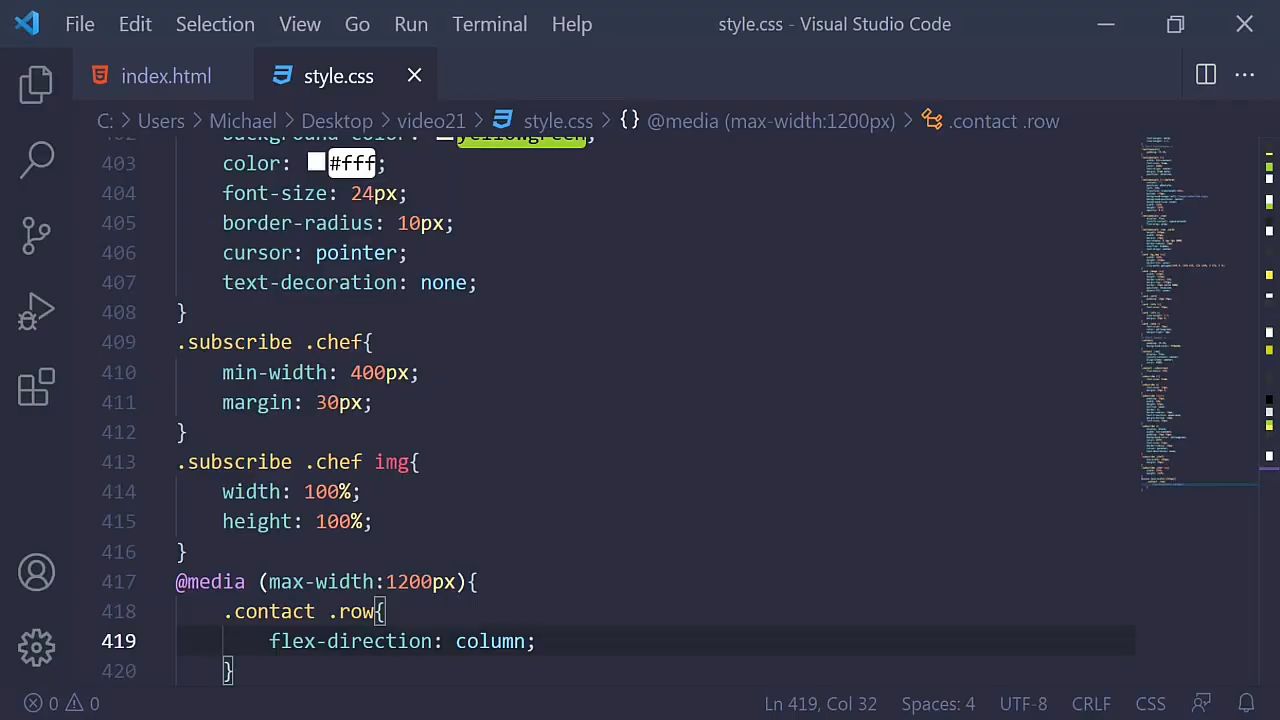 File Edit Selection View Go Run Terminal Help style.css - Visual Studio Code
index.html style.css
C: > Users > Michael > Desktop > video21 > style.css > {} @media (max-width:1200px) > .contact .row
402 background-color: yellowgreen;
403 color: #fff;
404 font-size: 24px;
405 border-radius: 10px;
406 cursor: pointer;
407 text-decoration: none;
408 }
409 .subscribe .chef{
410 min-width: 400px;
411 margin: 30px;
412 }
413 .subscribe .chef img{
414 width: 100%;
415 height: 100%;
416 }
417 @media (max-width:1200px){
418 .contact .row{
419 flex-direction: column;
420 }
0 0 Ln 419, Col 32 Spaces: 4 UTF-8 CRLF CSS